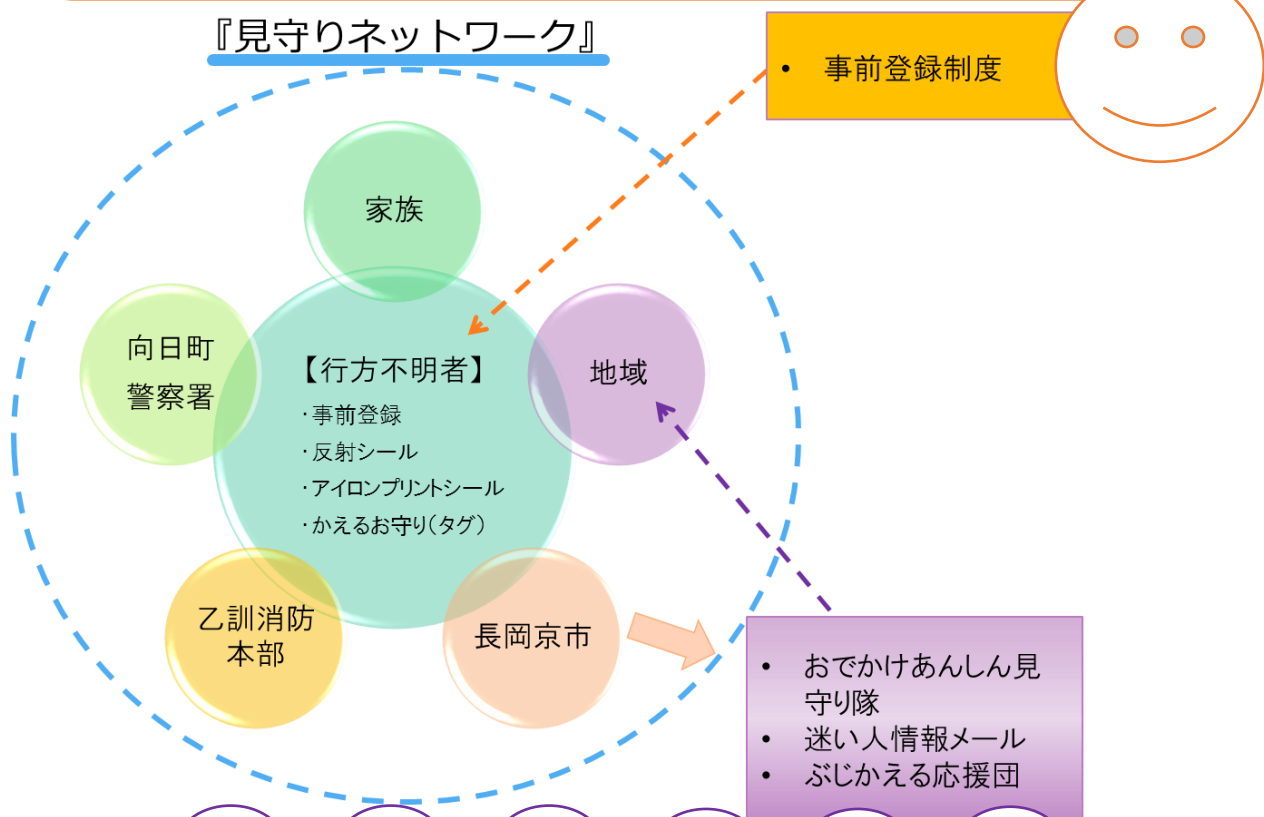 『見守りネットワーク』
• 事前登録制度
家族
向日町
警察署
【行方不明者】
・事前登録
・反射シール
・アイロンプリントシール
・かえるお守り(タグ)
地域
乙訓消防
本部
長岡京市
• おでかけあんしん見
守り隊
• 迷い人情報メール
• ぶじかえる応援団